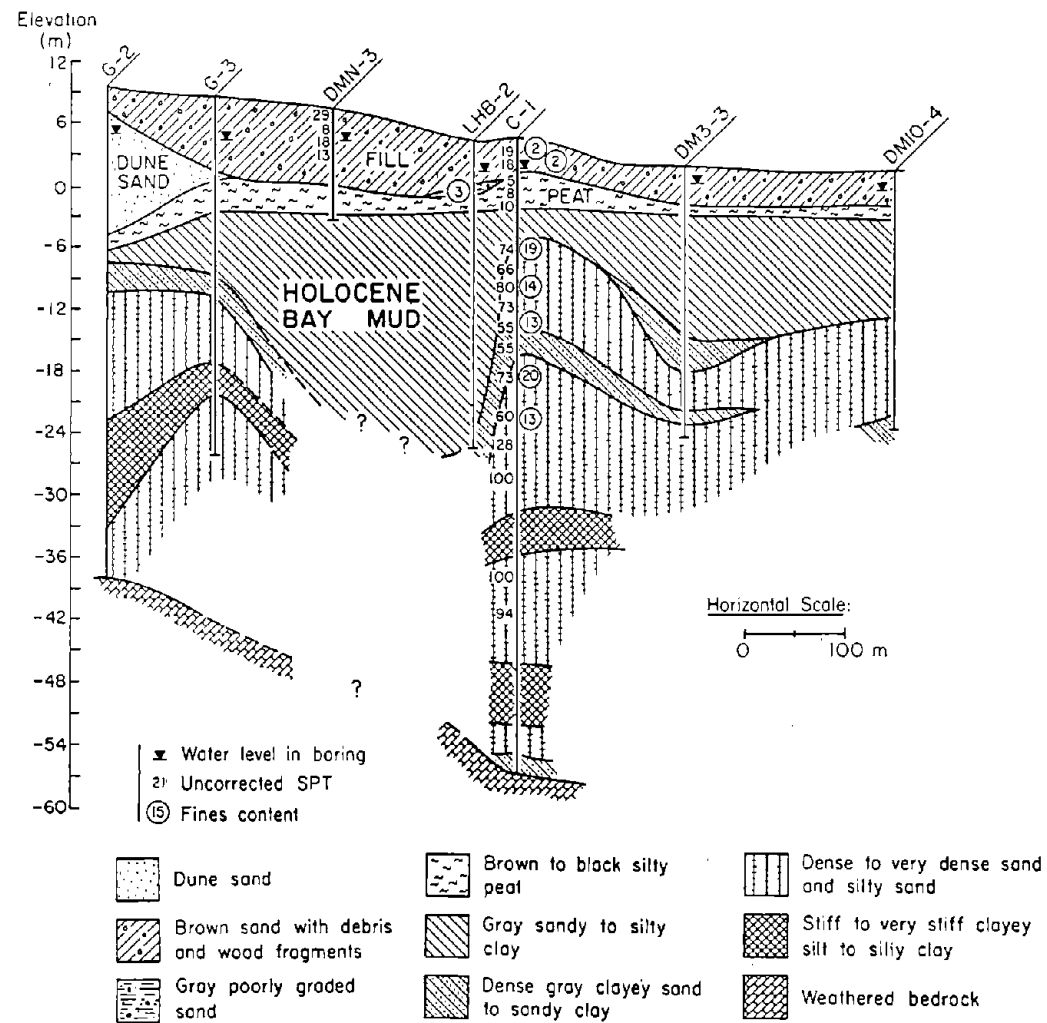 Elevation
(m)
G-2
G-3
DMN-3
LHB-2
C-1
DM3-3
DM10-4
12
6
0
-6
-12
-18
-24
-30
-36
-42
-48
-54
-60
29
8
18
13
FILL
DUNE
SAND
19
18
5
8
10
2
2
3
PEAT
HOLOCENE
BAY MUD
74
66
80
73
55
55
73
60
128
100
100
94
19
14
13
20
13
?
?
?
Horizontal Scale:
0 100 m
Water level in boring
21 Uncorrected SPT
15 Fines content
Dune sand
Brown sand with debris
and wood fragments
Gray poorly graded
sand
Brown to black silty
peat
Gray sandy to silty
clay
Dense gray clayey sand
to sandy clay
Dense to very dense sand
and silty sand
Stiff to very stiff clayey
silt to silty clay
Weathered bedrock